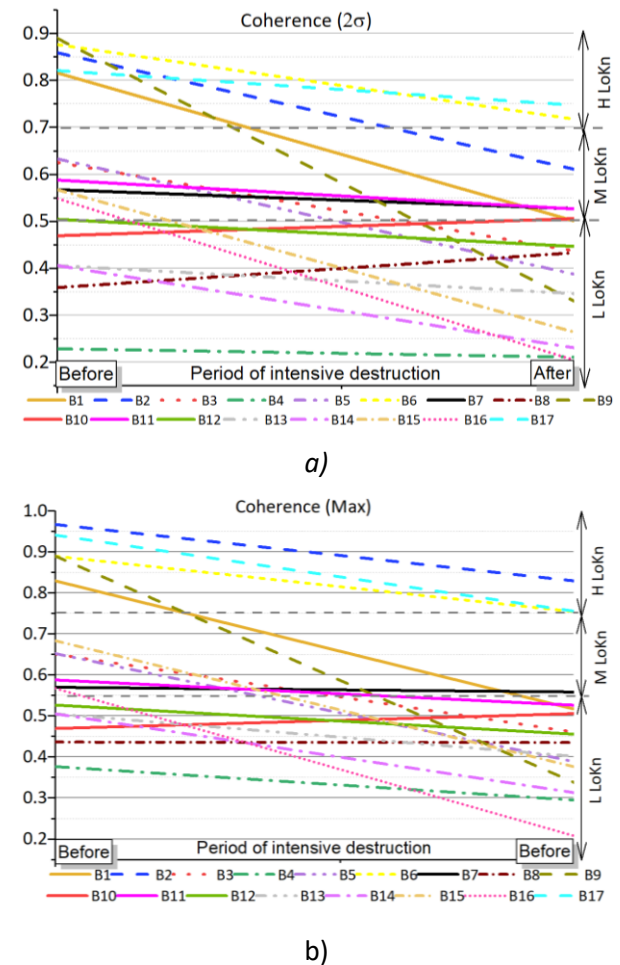 Coherence (2σ)
0.9
0.8
0.7
0.6
0.5
0.4
0.3
0.2
H LoKn
M LoKn
L LoKn
Before Period of intensive destruction After
B1 B2 B3 B4 B5 B6 B7 B8 B9
B10 B11 B12 B13 B14 B15 B16 B17
a)
Coherence (Max)
1.0
0.9
0.8
0.7
0.6
0.5
0.4
0.3
0.2
H LoKn
M LoKn
L LoKn
Before Period of intensive destruction Before
B1 B2 B3 B4 B5 B6 B7 B8 B9
B10 B11 B12 B13 B14 B15 B16 B17
b)